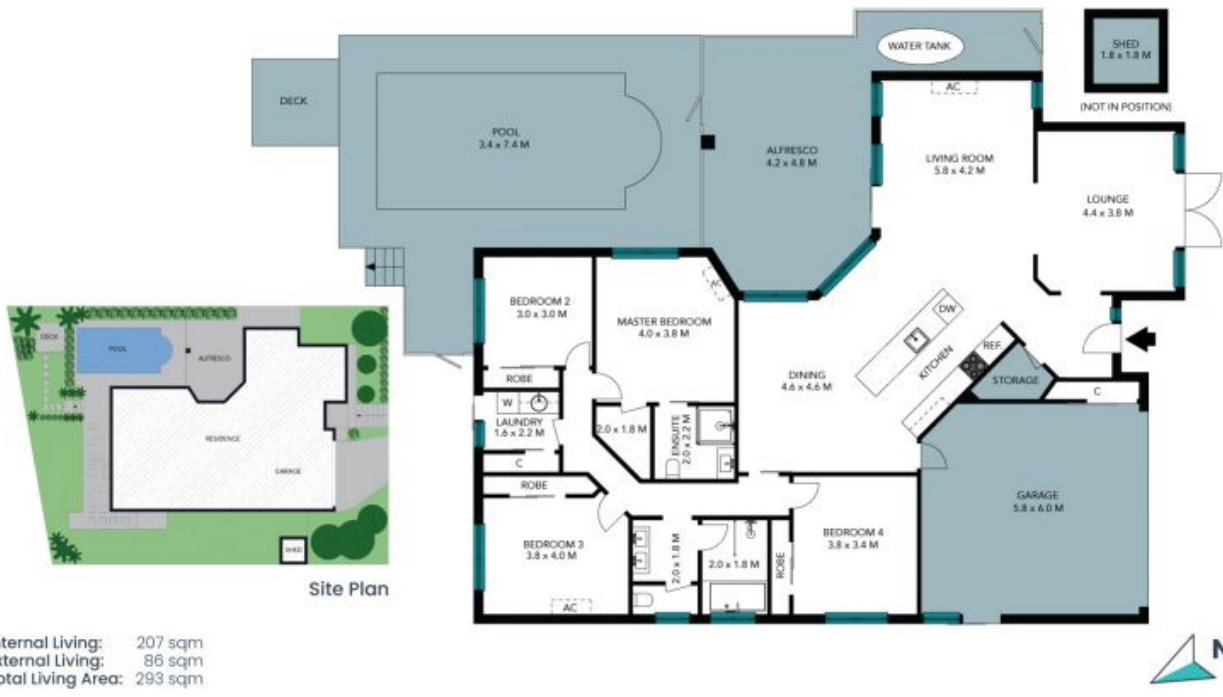 WATER TANK
SHED
1.8 x 1.8 M
(NOT IN POSITION)
AC
DECK
POOL
3.4 x 7.4 M
ALFRESCO
4.2 x 4.8 M
LIVING ROOM
5.8 x 4.2 M
LOUNGE
4.4 x 3.8 M
BEDROOM 2
3.0 x 3.0 M
AC
MASTER BEDROOM
4.0 x 3.8 M
DW
REF.
KITCHEN
STORAGE
DINING
4.6 x 4.6 M
ROBE
C
W
LAUNDRY
1.6 x 2.2 M
2.0 x 1.8 M
ENSUITE
2.0 x 2.2 M
C
ROBE
BEDROOM 3
3.8 x 4.0 M
AC
2.0 x 1.8 M
2.0 x 1.8 M
ROBE
BEDROOM 4
3.8 x 3.4 M
GARAGE
5.8 x 6.0 M
DECK
POOL
ALFRESCO
RESIDENCE
GARAGE
SHED
Site Plan
nternal Living: 207 sqm
xternal Living: 86 sqm
otal Living Area: 293 sqm
N